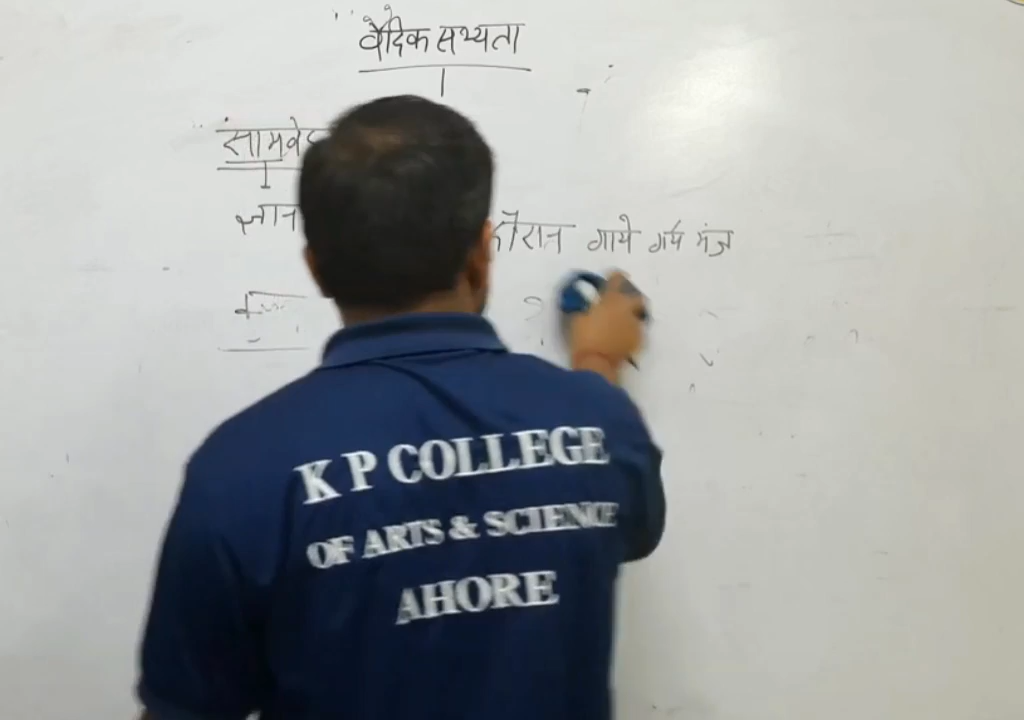 वैदिक सभ्यता
सामवेद
ज्ञान
दौरान गाये गये मंत्र
K P COLLEGE
OF ARTS & SCIENCE
AHORE